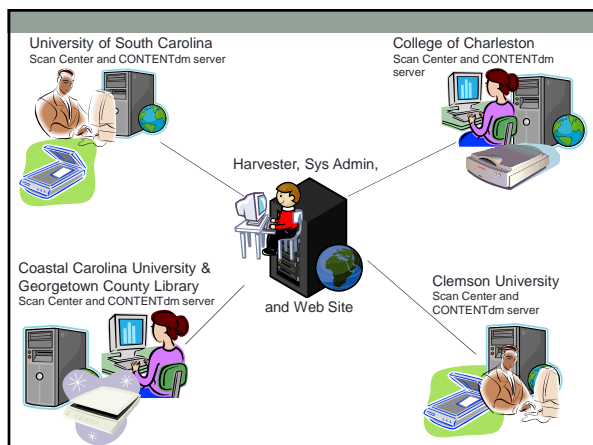 University of South Carolina
Scan Center and CONTENTdm server
College of Charleston
Scan Center and CONTENTdm
server
Harvester, Sys Admin,
and Web Site
Coastal Carolina University &
Georgetown County Library
Scan Center and CONTENTdm server
Clemson University
Scan Center and
CONTENTdm server